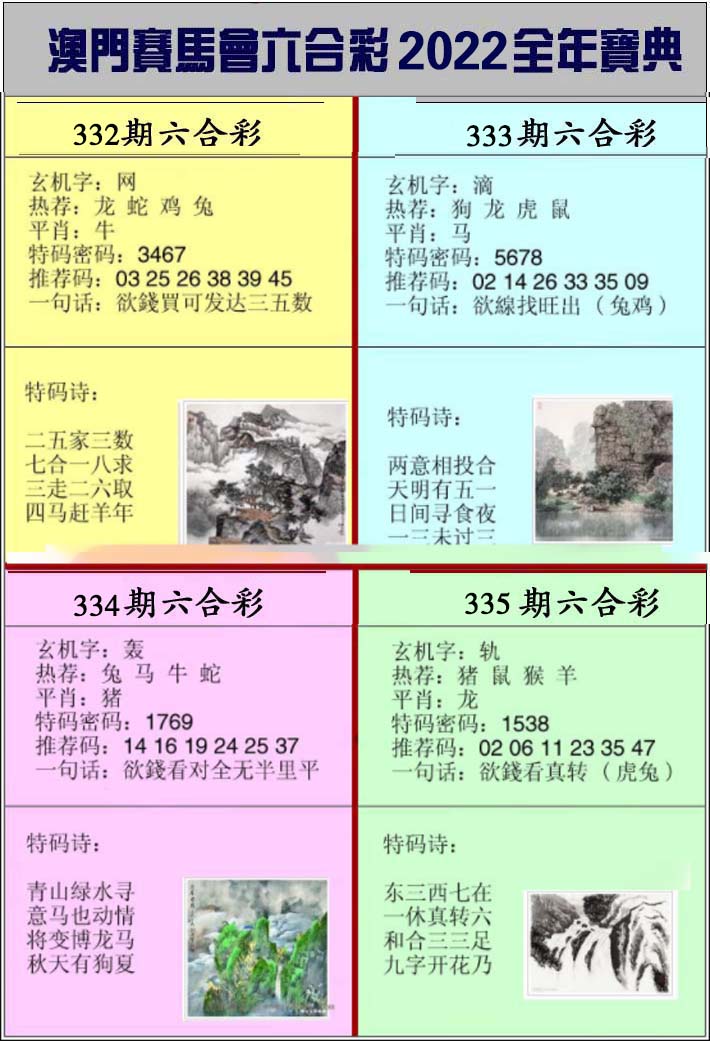 澳門賽馬會六合彩2022全年寶典
332期六合彩
玄机字：网
热荐：龙 蛇 鸡 兔
平肖：牛
特码密码：3467
推荐码：03 25 26 38 39 45
一句话：欲錢買可发达三五数
特码诗：
二五家三数
七合一八求
三走二六取
四马赶羊年
333期六合彩
玄机字：滴
热荐：狗 龙 虎 鼠
平肖：马
特码密码：5678
推荐码：02 14 26 33 35 09
一句话：欲線找旺出（兔鸡）
特码诗：
两意相投合
天明有五一
日间寻食夜
一三未过三
334期六合彩
玄机字：轰
热荐：兔 马 牛 蛇
平肖：猪
特码密码：1769
推荐码：14 16 19 24 25 37
一句话：欲錢看对全无半里平
特码诗：
青山绿水寻
意马也动情
将变博龙马
秋天有狗夏
335期六合彩
玄机字：轨
热荐：猪 鼠 猴 羊
平肖：龙
特码密码：1538
推荐码：02 06 11 23 35 47
一句话：欲錢看真转（虎兔）
特码诗：
东三西七在
一休真转六
和合三三足
九字开花乃